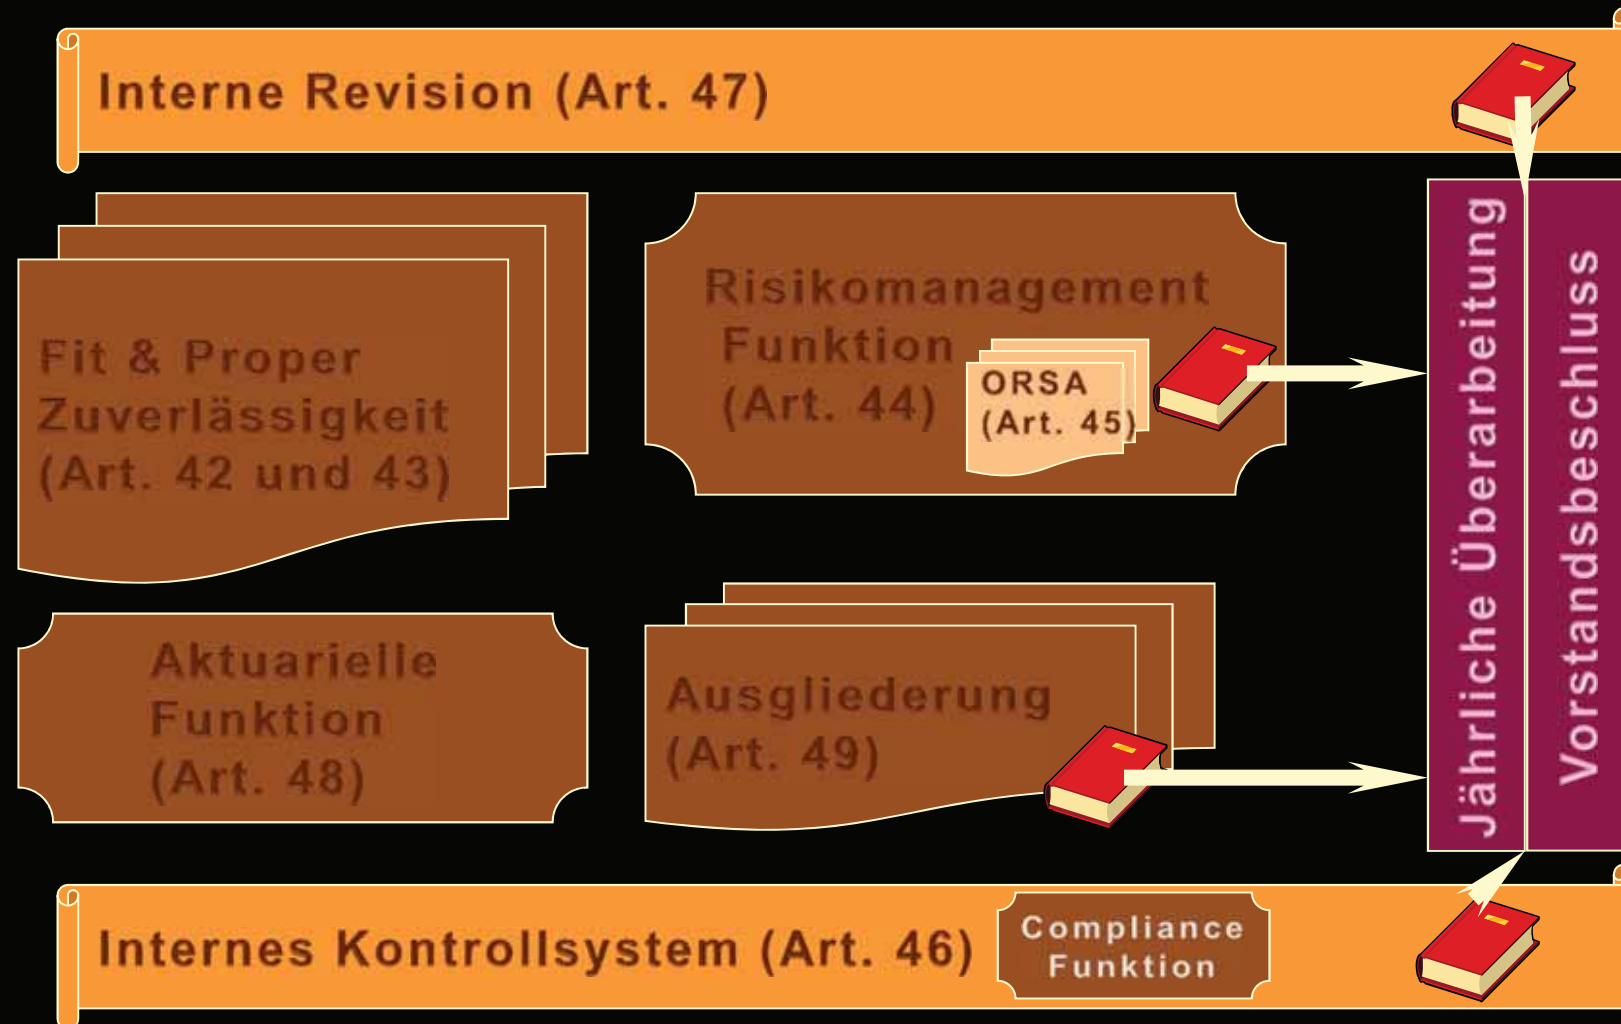 Interne Revision (Art. 47)
Fit & Proper
Zuverlässigkeit
(Art. 42 und 43)
Risikomanagement
Funktion
(Art. 44)
ORSA
(Art. 45)
Aktuarielle
Funktion
(Art. 48)
Ausgliederung
(Art. 49)
Jährliche Überarbeitung
Vorstandsbeschluss
Internes Kontrollsystem (Art. 46)
Compliance
Funktion